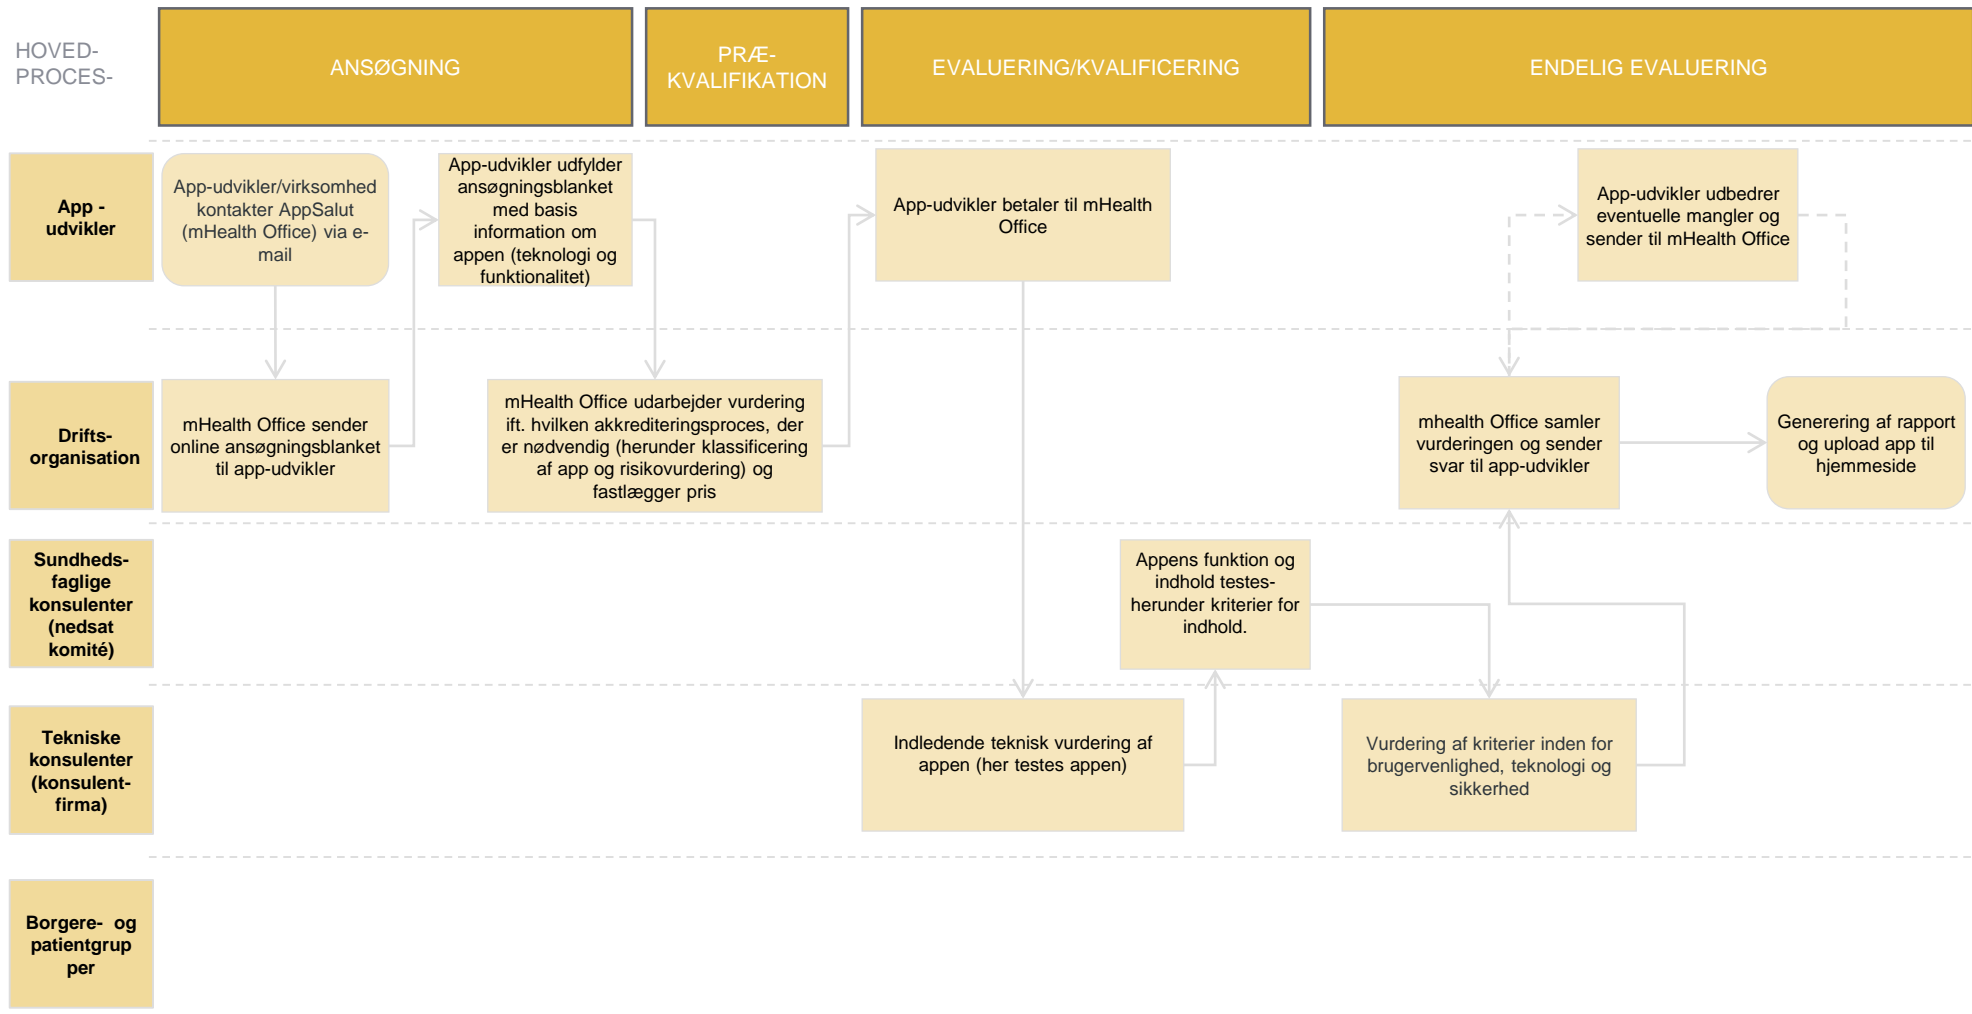 HOVED-
PROCES-
ANSØGNING
PRÆ-
KVALIFIKATION
EVALUERING/KVALIFICERING
ENDELIG EVALUERING
App -
udvikler
App-udvikler/virksomhed
kontakter AppSalut
(mHealth Office) via e-
mail
App-udvikler udfylder
ansøgningsblanket
med basis
information om
appen (teknologi og
funktionalitet)
App-udvikler betaler til mHealth
Office
App-udvikler udbedrer
eventuelle mangler og
sender til mHealth Office
Drifts-
organisation
mHealth Office sender
online ansøgningsblanket
til app-udvikler
mHealth Office udarbejder vurdering
ift. hvilken akkrediteringsproces, der
er nødvendig (herunder klassificering
af app og risikovurdering) og
fastlægger pris
mhealth Office samler
vurderingen og sender
svar til app-udvikler
Generering af rapport
og upload app til
hjemmeside
Sundheds-
faglige
konsulenter
(nedsat
komité)
Appens funktion og
indhold testes-
herunder kriterier for
indhold.
Tekniske
konsulenter
(konsulent-
firma)
Indledende teknisk vurdering af
appen (her testes appen)
Vurdering af kriterier inden for
brugervenlighed, teknologi og
sikkerhed
Borgere- og
patientgrup
per